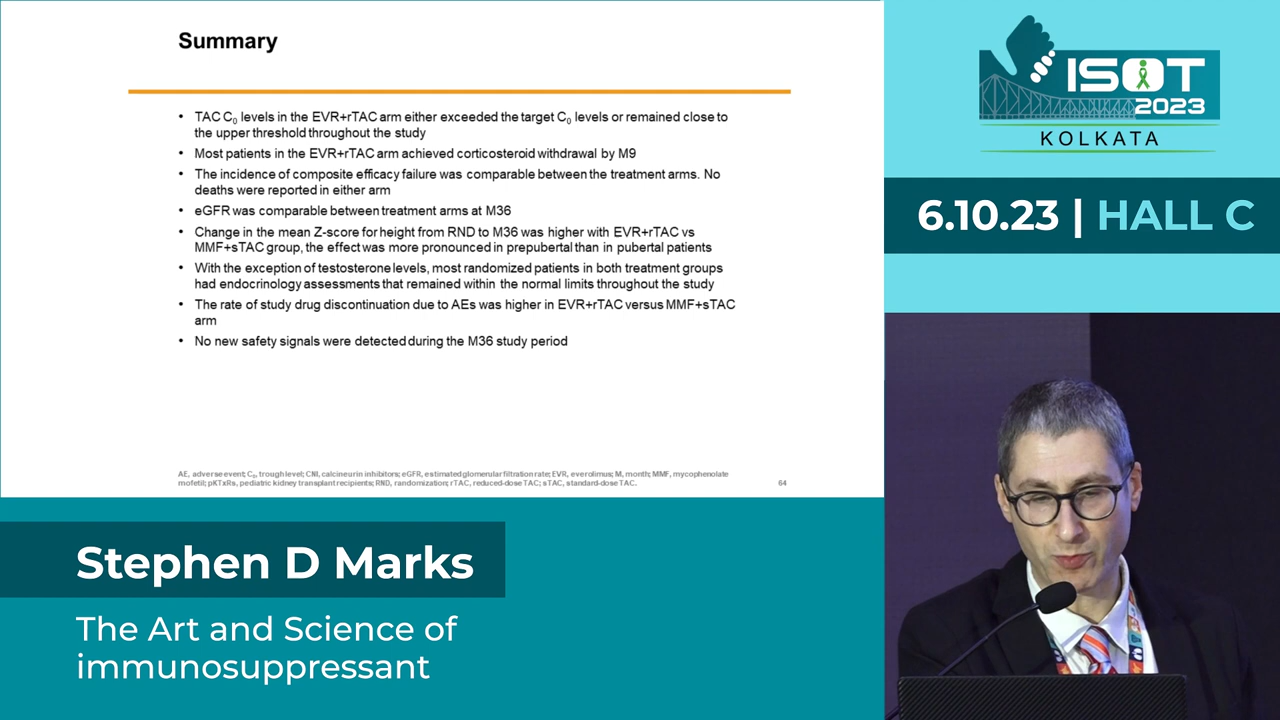 Summary
• TAC C0 levels in the EVR+rTAC arm either exceeded the target C0 levels or remained close to
the upper threshold throughout the study
• Most patients in the EVR+rTAC arm achieved corticosteroid withdrawal by M9
• The incidence of composite efficacy failure was comparable between the treatment arms. No
deaths were reported in either arm
• eGFR was comparable between treatment arms at M36
• Change in the mean Z-score for height from RND to M36 was higher with EVR+rTAC vs
MMF+sTAC group, the effect was more pronounced in prepubertal than in pubertal patients
• With the exception of testosterone levels, most randomized patients in both treatment groups
had endocrinology assessments that remained within the normal limits throughout the study
• The rate of study drug discontinuation due to AEs was higher in EVR+rTAC versus MMF+sTAC
arm
• No new safety signals were detected during the M36 study period
AE, adverse event; C0, trough level; CNI, calcineurin inhibitors; eGFR, estimated glomerular filtration rate; EVR, everolimus; M, month; MMF, mycophenolate
mofetil; pKTxRs, pediatric kidney transplant recipients; RND, randomization; rTAC, reduced-dose TAC; sTAC, standard-dose TAC.
64
ISOT
2023
KOLKATA
6.10.23 | HALL C
Stephen D Marks
The Art and Science of
immunosuppressant